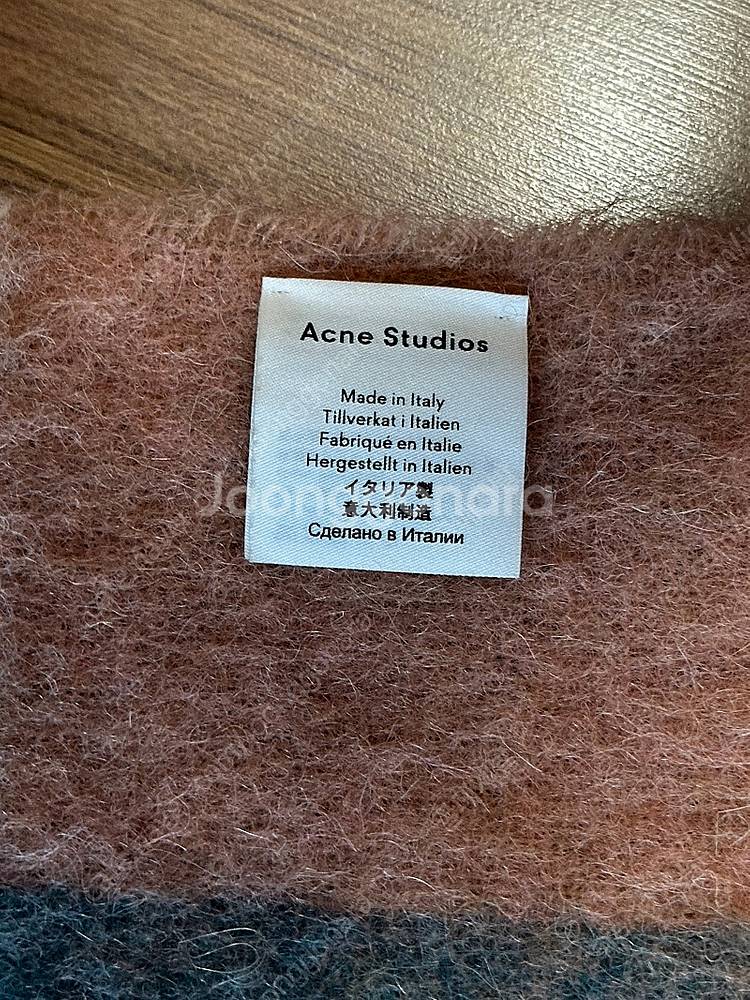 Acne Studios
Made in Italy
Tillverkat i Italien
Fabriqué en Italie
Hergestellt in Italien
イタリア製
意大利制造
Сделано в Италии